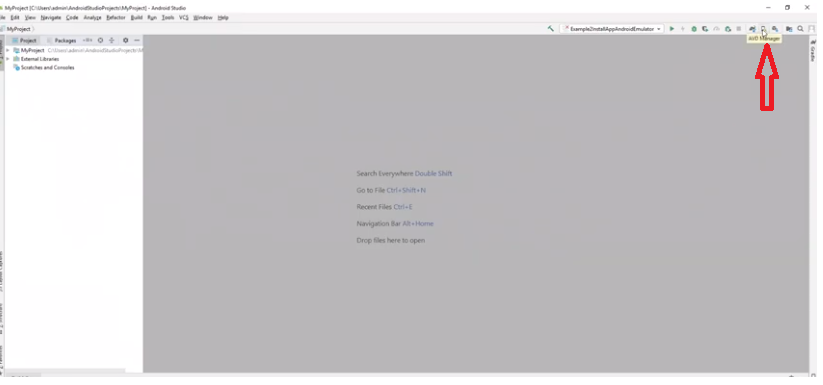 MyProject [C:\Users\admin\AndroidStudioProjects\MyProject] - Android Studio
File Edit View Navigate Code Analyze Refactor Build Run Tools VCS Window Help
MyProject
Example2InstallAppAndroidEmulator
AVD Manager
Project Packages
MyProject C:\Users\admin\AndroidStudioProjects\M
External Libraries
Scratches and Consoles
Gradle
Search Everywhere Double Shift
Go to File Ctrl+Shift+N
Recent Files Ctrl+E
Navigation Bar Alt+Home
Drop files here to open